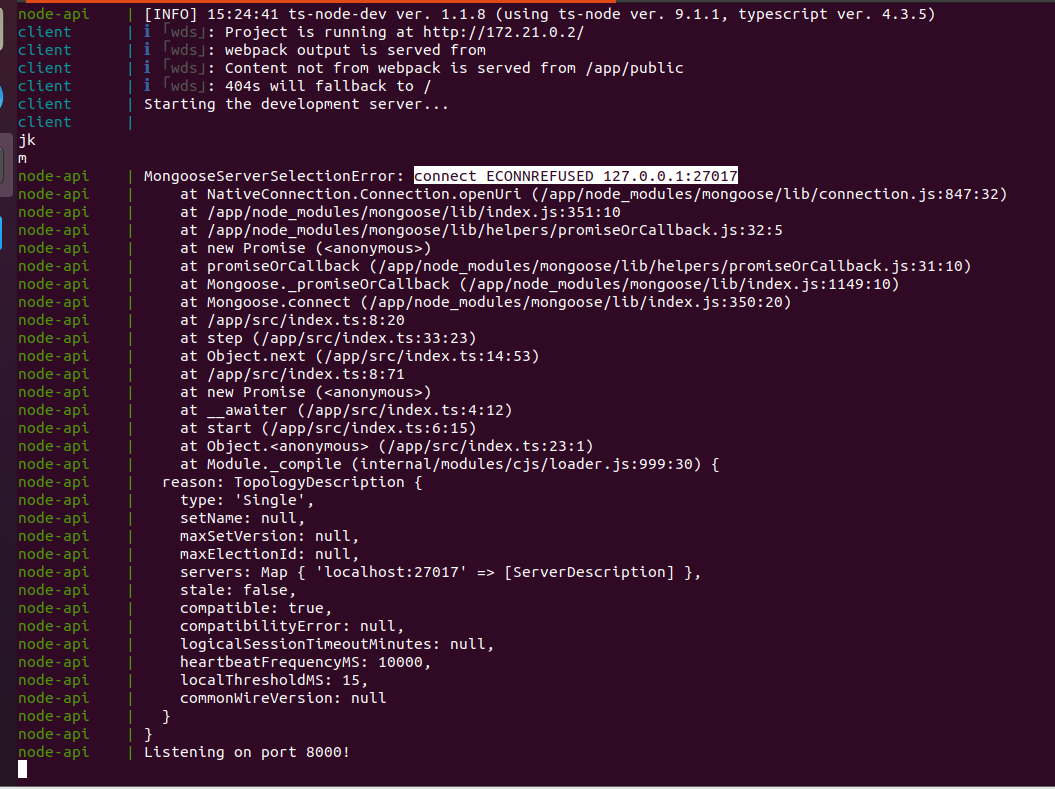 node-api    | [INFO] 15:24:41 ts-node-dev ver. 1.1.8 (using ts-node ver. 9.1.1, typescript ver. 4.3.5)
client      | ℹ ｢wds｣: Project is running at http://172.21.0.2/
client      | ℹ ｢wds｣: webpack output is served from
client      | ℹ ｢wds｣: Content not from webpack is served from /app/public
client      | ℹ ｢wds｣: 404s will fallback to /
client      | Starting the development server...
client      |
jk
m
node-api    | MongooseServerSelectionError: connect ECONNREFUSED 127.0.0.1:27017
node-api    |     at NativeConnection.Connection.openUri (/app/node_modules/mongoose/lib/connection.js:847:32)
node-api    |     at /app/node_modules/mongoose/lib/index.js:351:10
node-api    |     at /app/node_modules/mongoose/lib/helpers/promiseOrCallback.js:32:5
node-api    |     at new Promise (<anonymous>)
node-api    |     at promiseOrCallback (/app/node_modules/mongoose/lib/helpers/promiseOrCallback.js:31:10)
node-api    |     at Mongoose._promiseOrCallback (/app/node_modules/mongoose/lib/index.js:1149:10)
node-api    |     at Mongoose.connect (/app/node_modules/mongoose/lib/index.js:350:20)
node-api    |     at /app/src/index.ts:8:20
node-api    |     at step (/app/src/index.ts:33:23)
node-api    |     at Object.next (/app/src/index.ts:14:53)
node-api    |     at /app/src/index.ts:8:71
node-api    |     at new Promise (<anonymous>)
node-api    |     at __awaiter (/app/src/index.ts:4:12)
node-api    |     at start (/app/src/index.ts:6:15)
node-api    |     at Object.<anonymous> (/app/src/index.ts:23:1)
node-api    |     at Module._compile (internal/modules/cjs/loader.js:999:30) {
node-api    |   reason: TopologyDescription {
node-api    |     type: 'Single',
node-api    |     setName: null,
node-api    |     maxSetVersion: null,
node-api    |     maxElectionId: null,
node-api    |     servers: Map { 'localhost:27017' => [ServerDescription] },
node-api    |     stale: false,
node-api    |     compatible: true,
node-api    |     compatibilityError: null,
node-api    |     logicalSessionTimeoutMinutes: null,
node-api    |     heartbeatFrequencyMS: 10000,
node-api    |     localThresholdMS: 15,
node-api    |     commonWireVersion: null
node-api    |   }
node-api    | }
node-api    | Listening on port 8000!